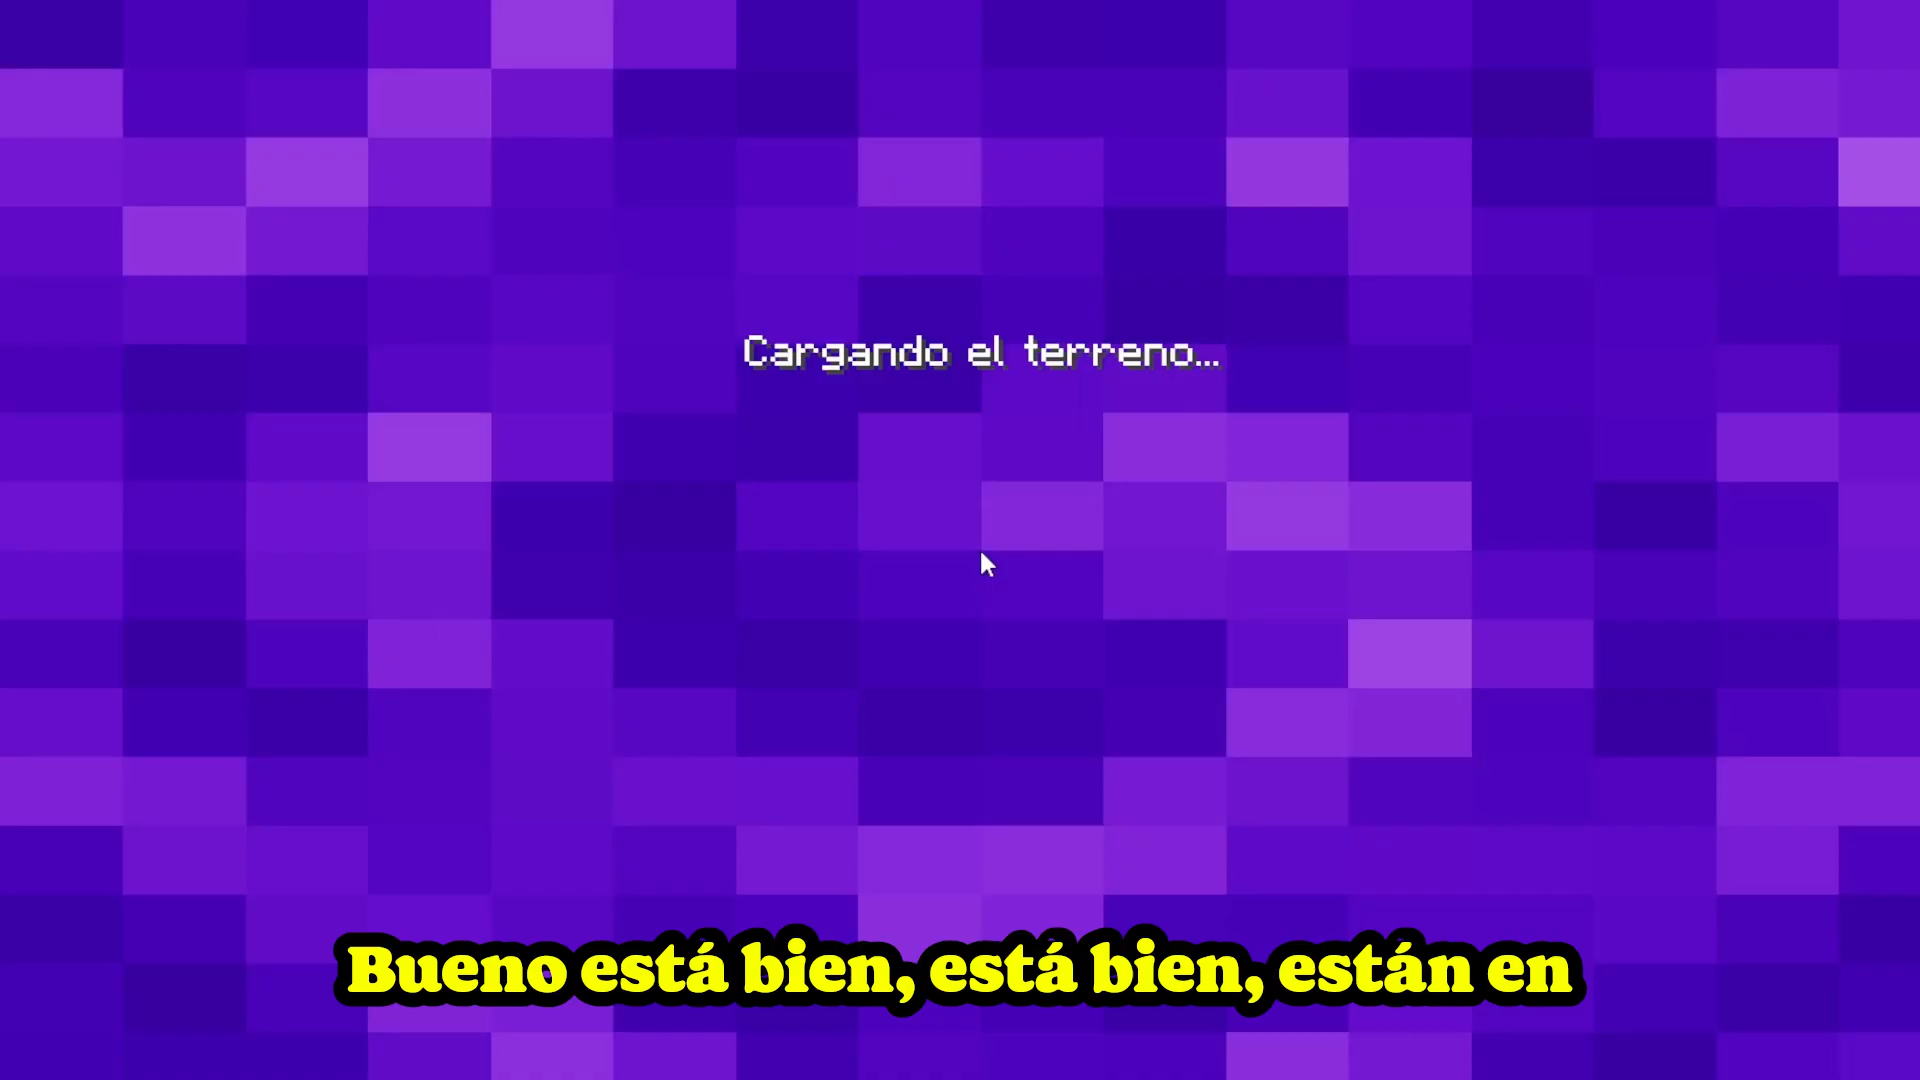 Cargando el terreno...
Bueno está bien, está bien, están en